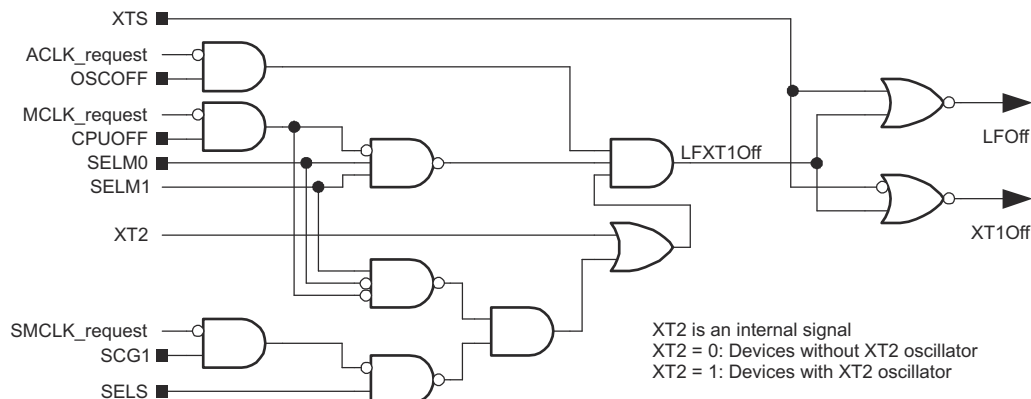 XTS
ACLK_request
OSCOFF
MCLK_request
CPUOFF
SELM0
SELM1
XT2
SMCLK_request
SCG1
SELS
LFXT1Off
LFOff
XT1Off
XT2 is an internal signal
XT2 = 0: Devices without XT2 oscillator
XT2 = 1: Devices with XT2 oscillator